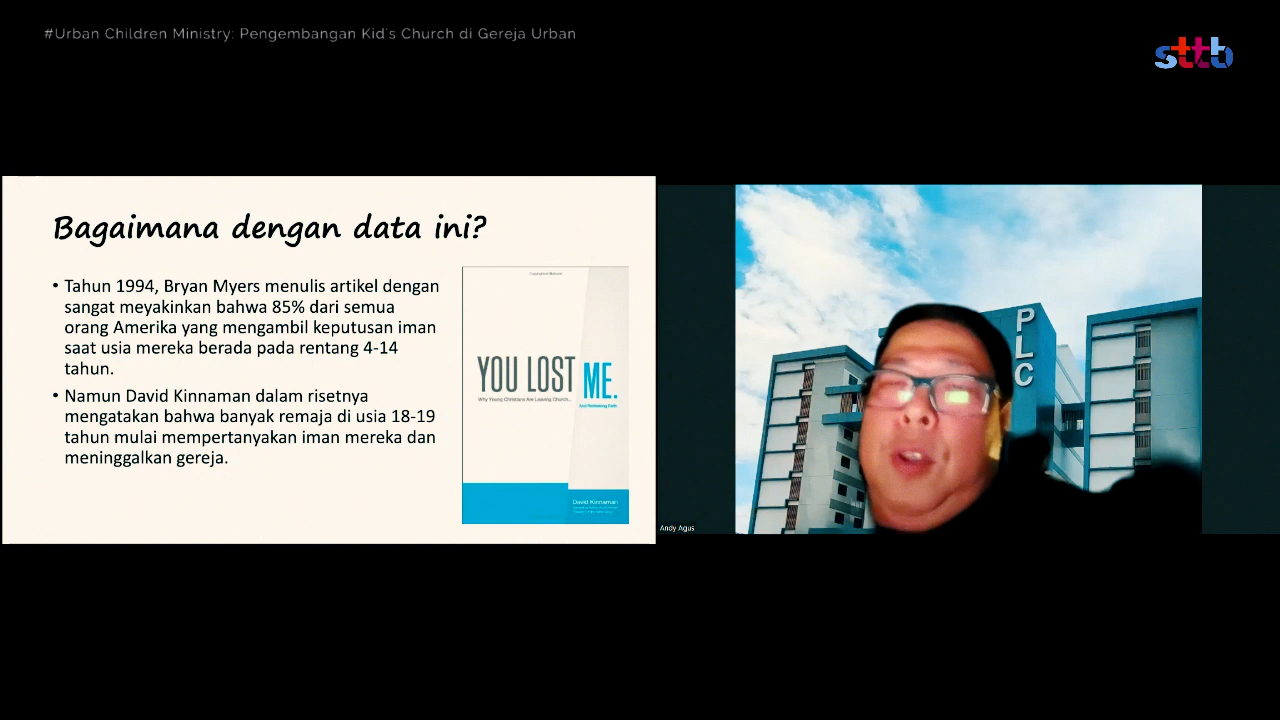 #Urban Children Ministry: Pengembangan Kid's Church di Gereja Urban
sttb
Bagaimana dengan data ini?
• Tahun 1994, Bryan Myers menulis artikel dengan
sangat meyakinkan bahwa 85% dari semua
orang Amerika yang mengambil keputusan iman
saat usia mereka berada pada rentang 4-14
tahun.
• Namun David Kinnaman dalam risetnya
mengatakan bahwa banyak remaja di usia 18-19
tahun mulai mempertanyakan iman mereka dan
meninggalkan gereja.
YOU LOST ME.
Why Young Christians Are Leaving Church...
And Rethinking Faith
David Kinnaman
PLC
Andy Agus